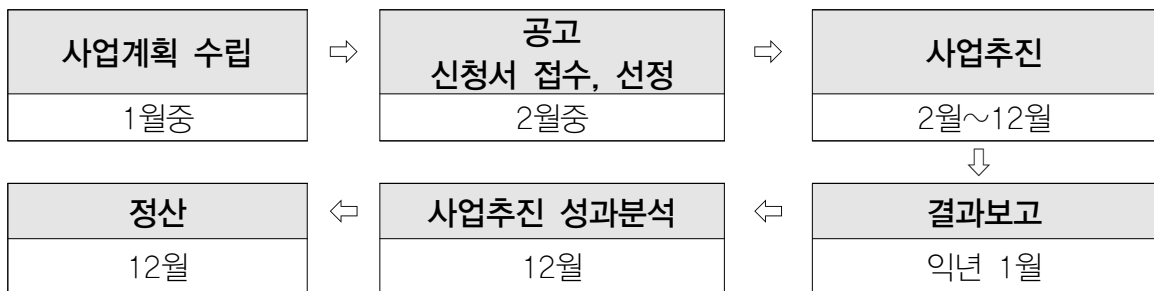 사업계획 수립
⇨
공고
신청서 접수, 선정
⇨
사업추진
1월중
2월중
2월~12월
⇩
정산
⇦
사업추진 성과분석
⇦
결과보고
12월
12월
익년 1월